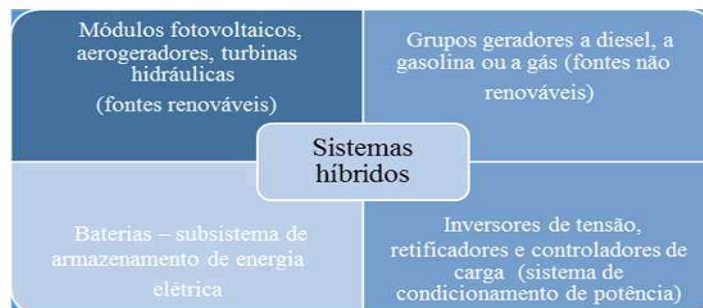 Módulos fotovoltaicos,
aerogeradores, turbinas
hidráulicas
(fontes renováveis)
Grupos geradores a diesel, a
gasolina ou a gás (fontes não
renováveis)
Sistemas
híbridos
Baterias – subsistema de
armazenamento de energia
elétrica
Inversores de tensão,
retificadores e controladores de
carga (sistema de
condicionamento de potência)